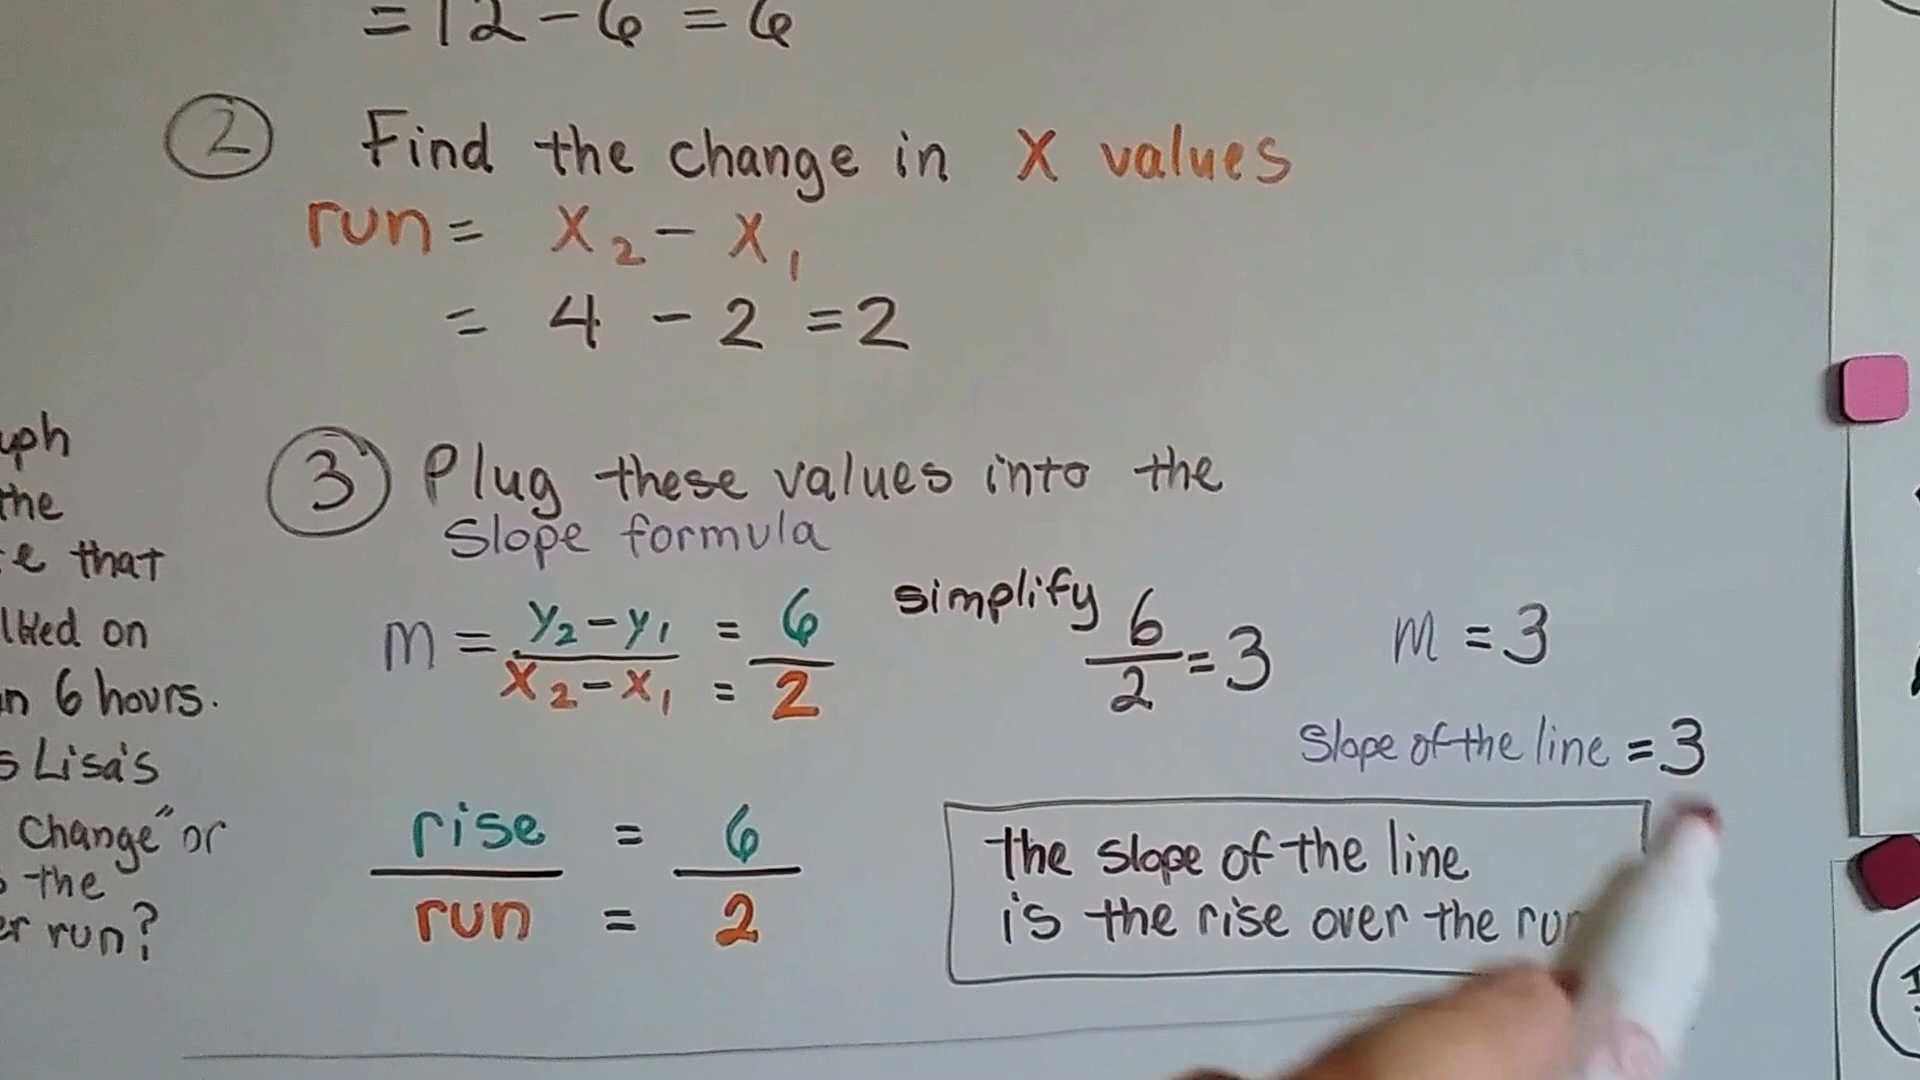 = 12 - 6 = 6
② Find the change in X values
run = X₂ - X₁
= 4 - 2 = 2
③ Plug these values into the
Slope formula
m = y₂ - y₁ = 6
x₂ - x₁ = 2
simplify 6/2 = 3
m = 3
Slope of the line = 3
rise = 6
run = 2
the slope of the line
is the rise over the
the
that
on
6 hours.
Lisa's
Change" or
the
run?